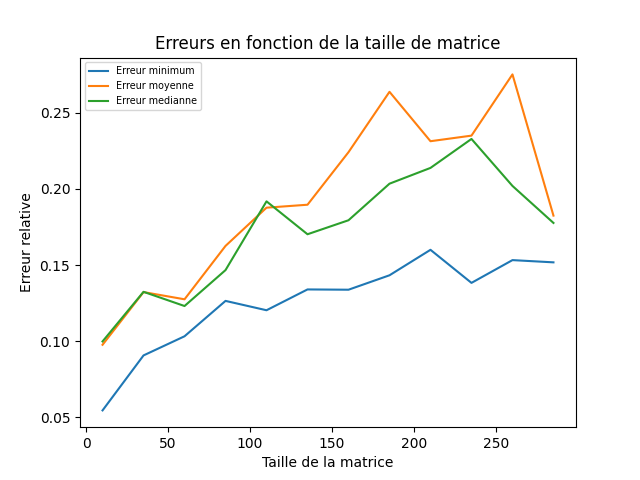 Erreurs en fonction de la taille de matrice
Erreur minimum
Erreur moyenne
Erreur medianne
Erreur relative
0.25
0.20
0.15
0.10
0.05
0 50 100 150 200 250
Taille de la matrice